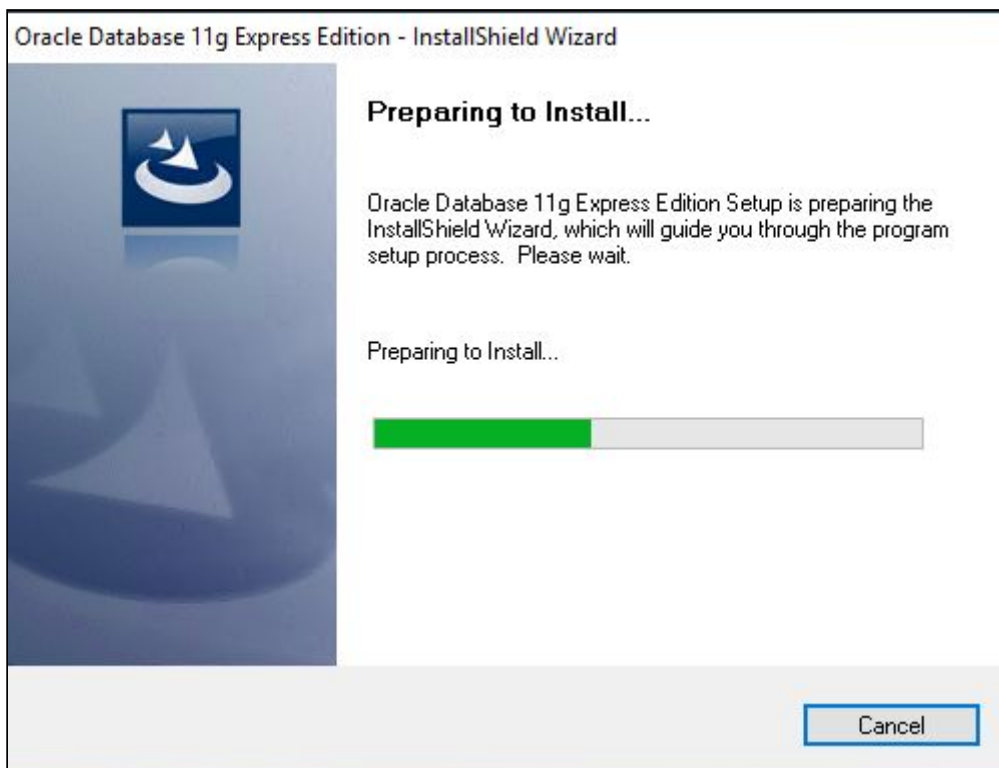 Oracle Database 11g Express Edition - InstallShield Wizard
Preparing to Install...
Oracle Database 11g Express Edition Setup is preparing the
InstallShield Wizard, which will guide you through the program
setup process.  Please wait.
Preparing to Install...
Cancel